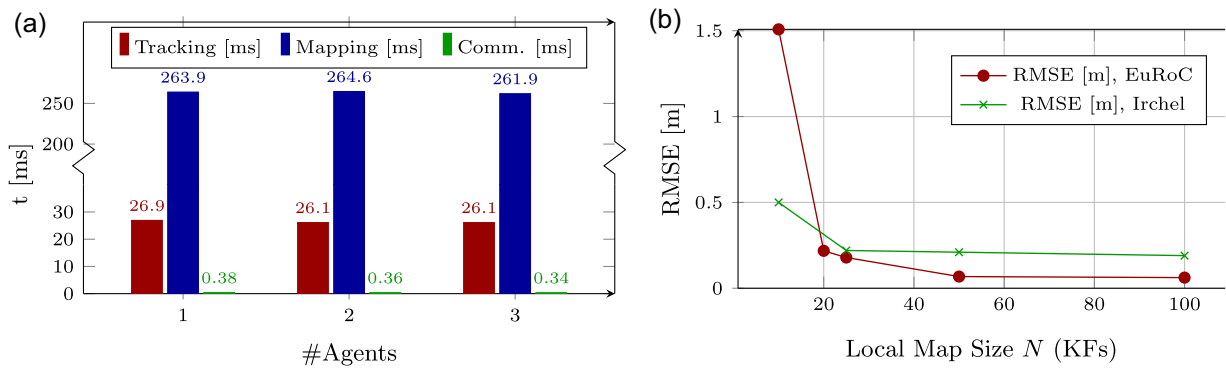 (a)
Tracking [ms] Mapping [ms] Comm. [ms]
263.9 264.6 261.9
250
200
t [ms]
26.9 26.1 26.1
30
20
10
0.38 0.36 0.34
0
1 2 3
#Agents
(b)
1.5
RMSE [m], EuRoC
RMSE [m], Irchel
1
RMSE [m]
0.5
0
20 40 60 80 100
Local Map Size N (KFs)